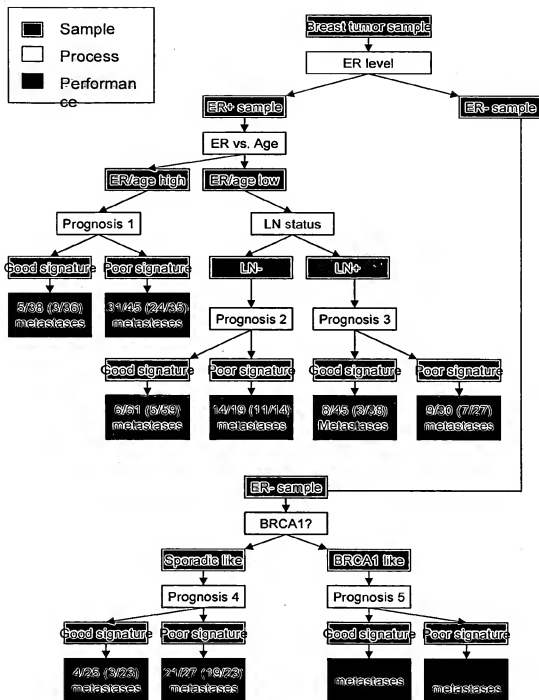 Sample
Process
Performan
ce
Breast tumor sample
ER level
ER+ sample
ER- sample
ER vs. Age
ER/age high
ER/age low
Prognosis 1
LN status
Good signature
Poor signature
LN-
LN+
5/38 (3/36)
metastases
31/45 (24/35)
metastases
Prognosis 2
Prognosis 3
Good signature
Poor signature
Good signature
Poor signature
6/61 (5/59)
metastases
14/19 (11/14)
metastases
8/45 (3/38)
Metastases
9/30 (7/27)
metastases
ER- sample
BRCA1?
Sporadic like
BRCA1 like
Prognosis 4
Prognosis 5
Good signature
Poor signature
Good signature
Poor signature
4/25 (3/23)
metastases
21/27 (19/23)
metastases
metastases
metastases